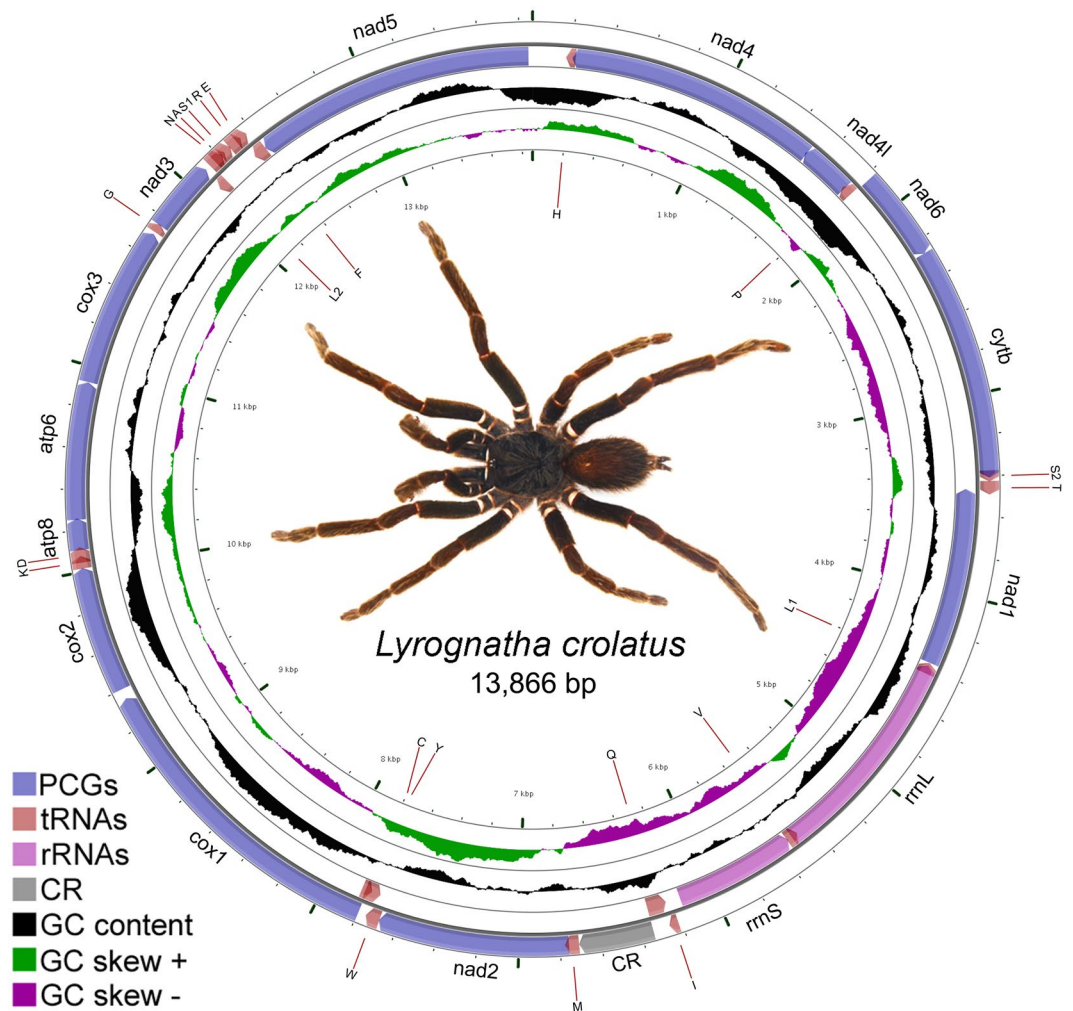 nad5
nad4
nad4l
nad6
cytb
S2
T
nad1
rrnL
rrnS
I
CR
M
nad2
W
cox1
cox2
KD
atp8
atp6
cox3
G
nad3
NAS1RE
H
1 kbp
P
2 kbp
3 kbp
4 kbp
L1
5 kbp
V
6 kbp
Q
7 kbp
Y
C
8 kbp
9 kbp
10 kbp
11 kbp
12 kbp
L2
F
13 kbp
Lyrognatha crolatus
13,866 bp
PCGs
tRNAs
rRNAs
CR
GC content
GC skew +
GC skew -